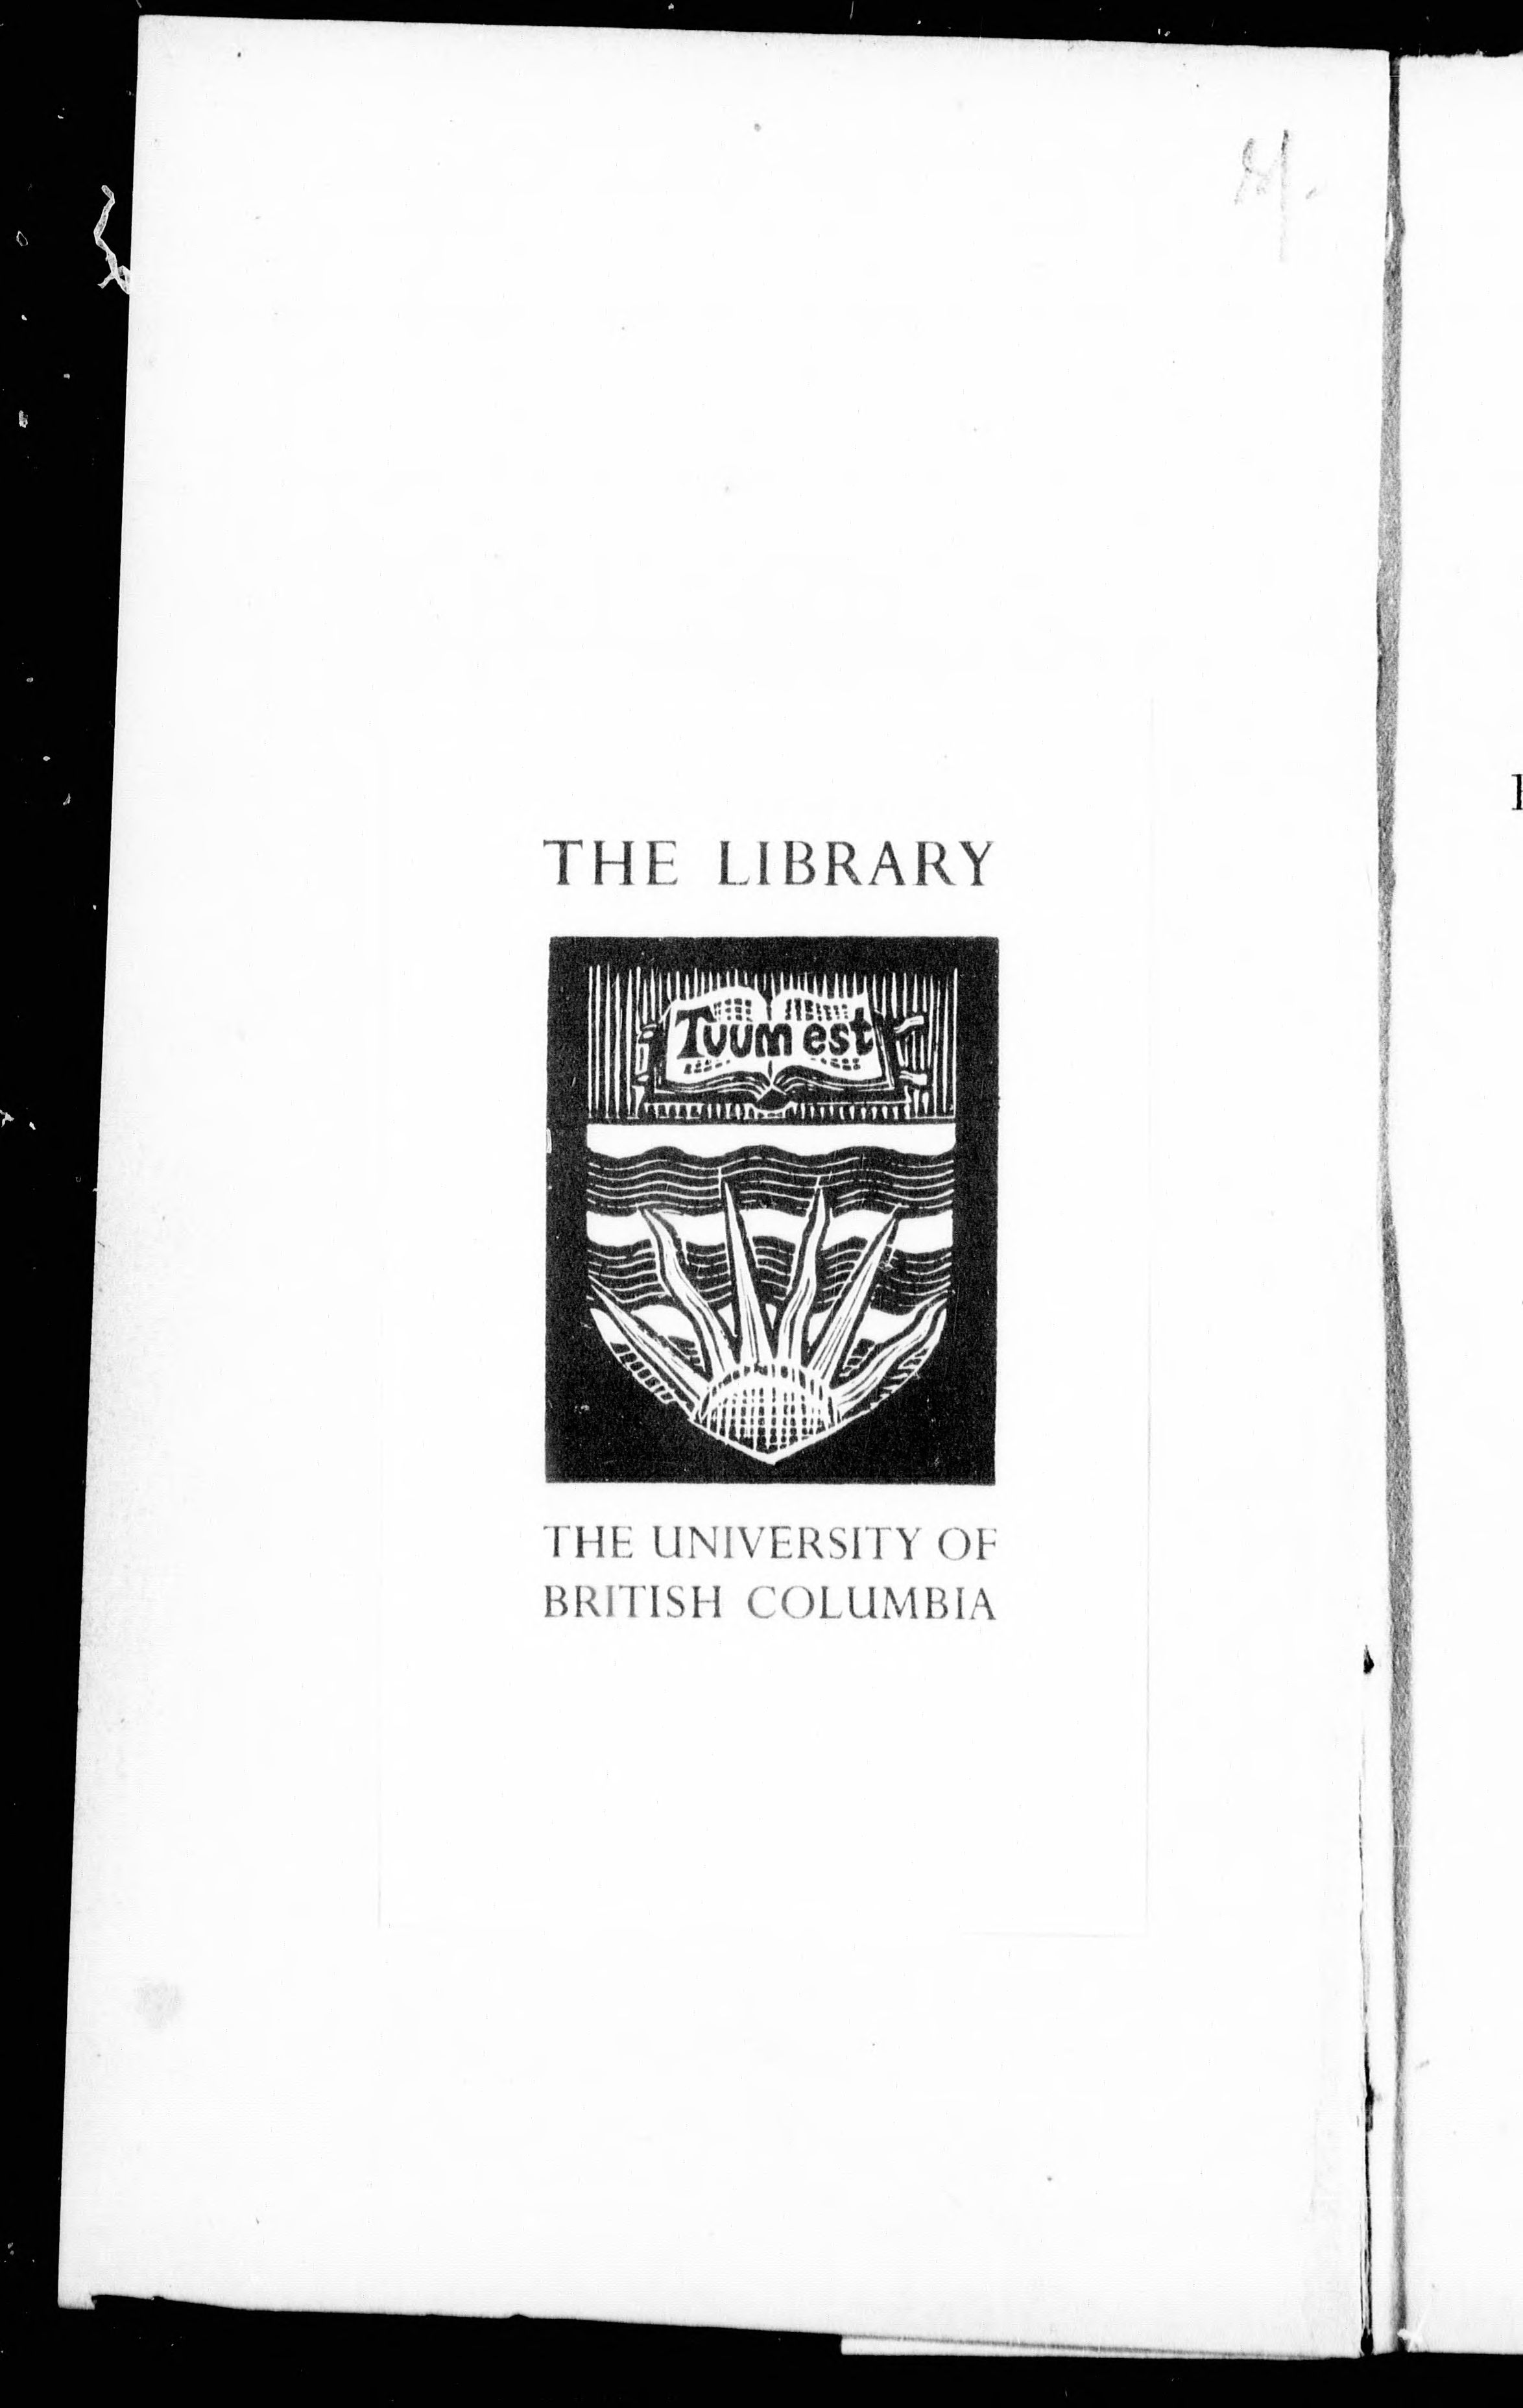 THE LIBRARY
Tuum est
THE UNIVERSITY OF
BRITISH COLUMBIA